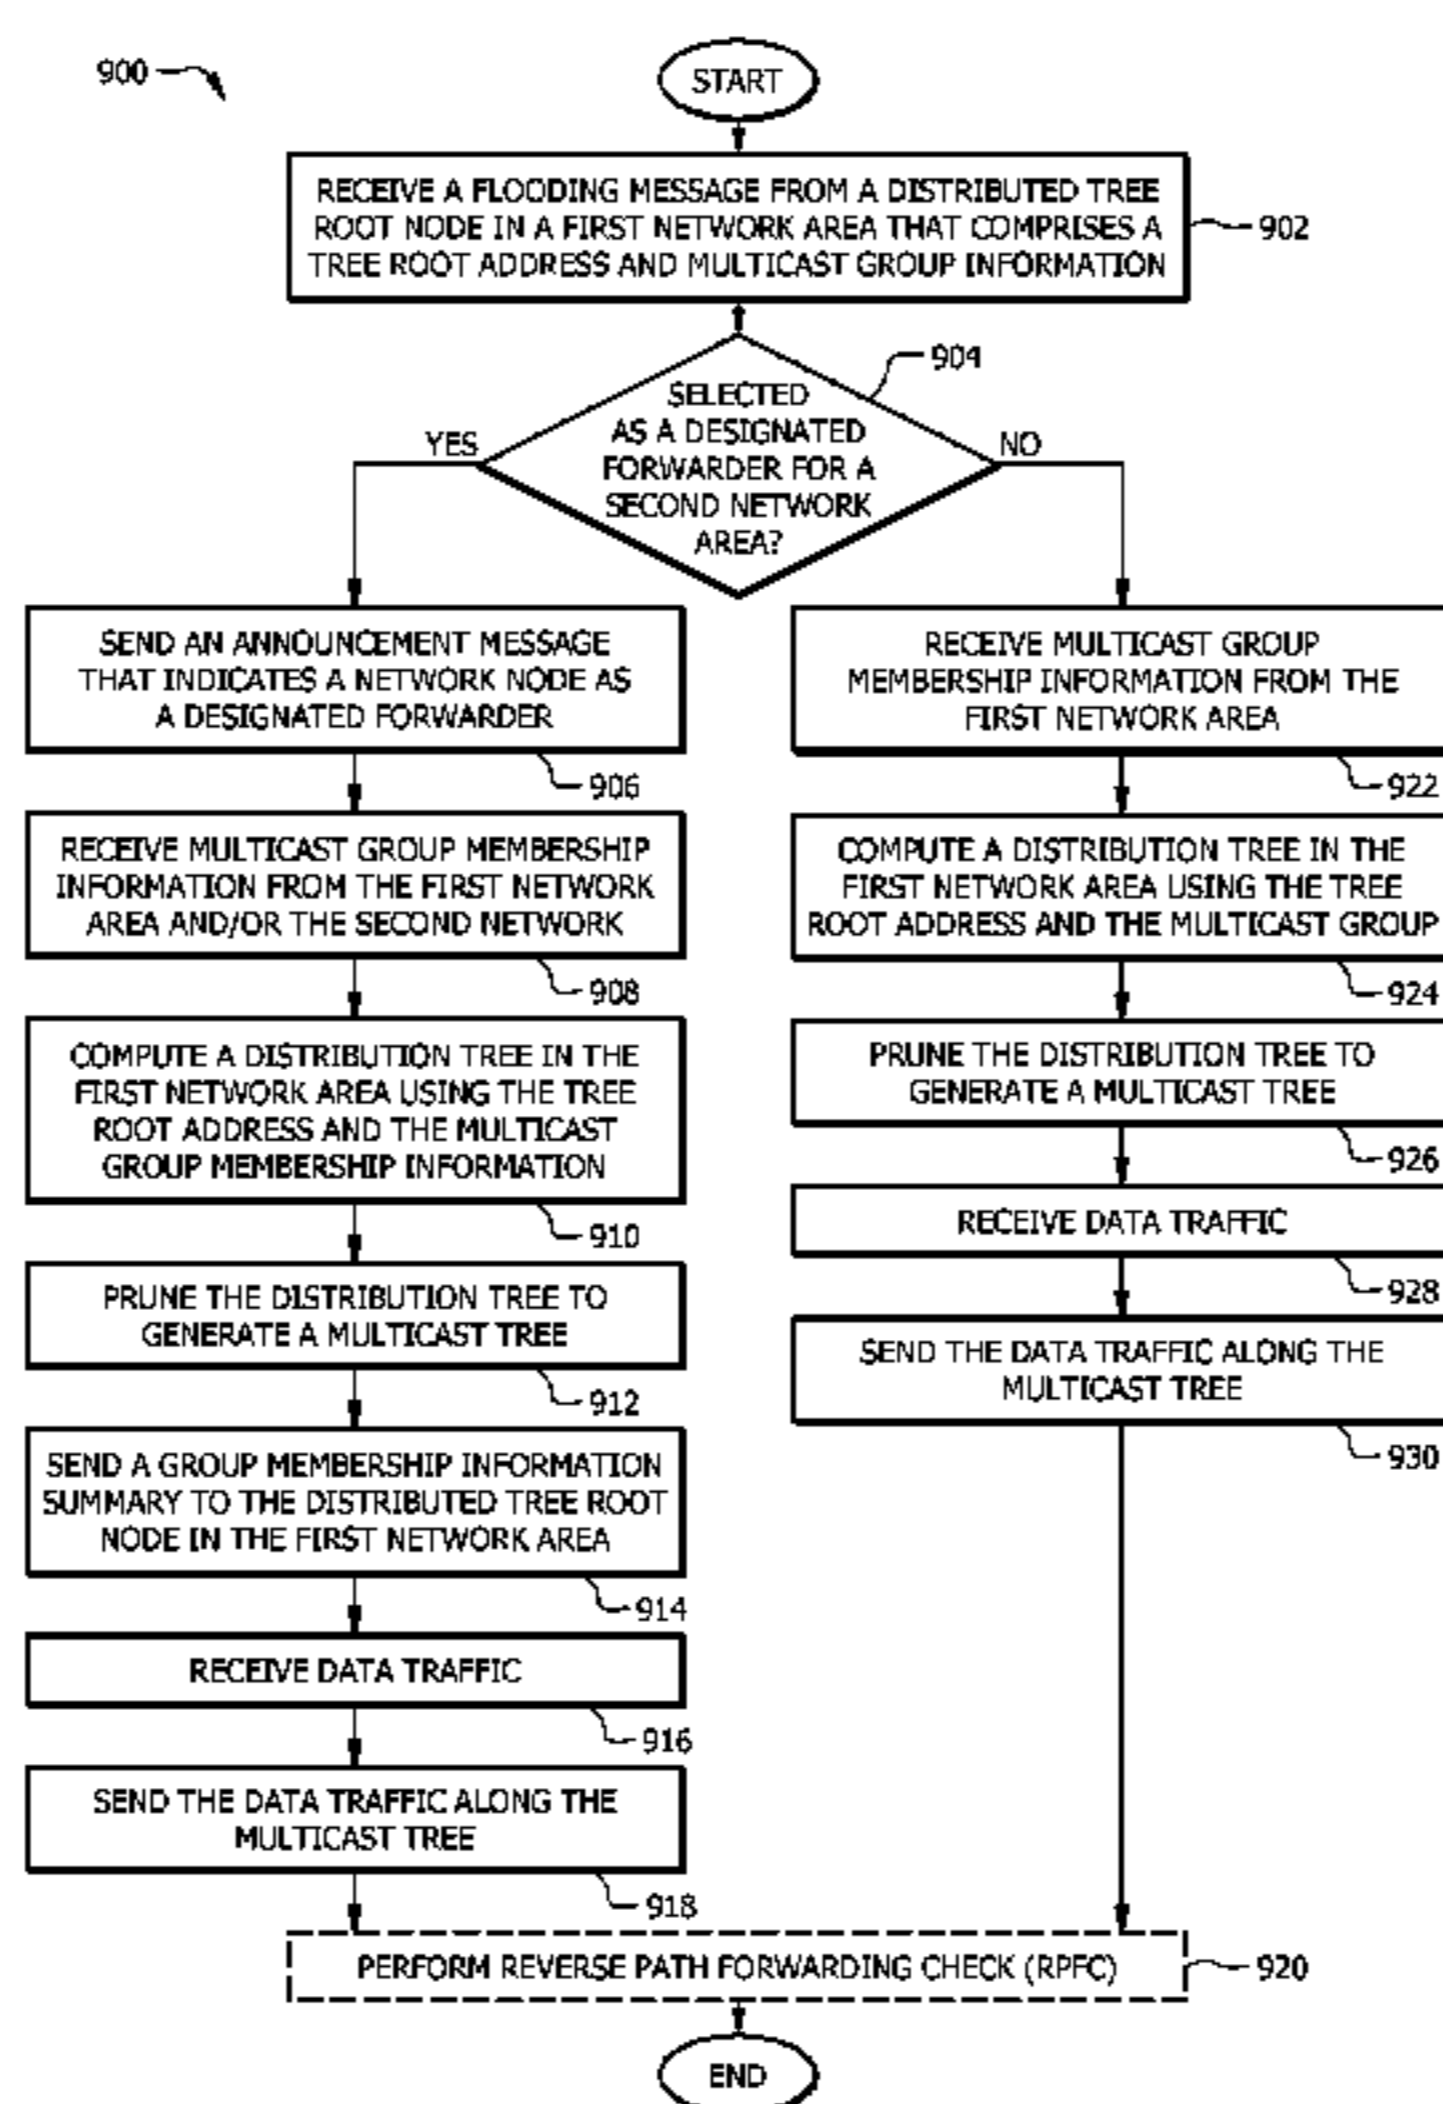 900
START
RECEIVE A FLOODING MESSAGE FROM A DISTRIBUTED TREE
ROOT NODE IN A FIRST NETWORK AREA THAT COMPRISES A
TREE ROOT ADDRESS AND MULTICAST GROUP INFORMATION
902
904
SELECTED
AS A DESIGNATED
FORWARDER FOR A
SECOND NETWORK
AREA?
YES
NO
SEND AN ANNOUNCEMENT MESSAGE
THAT INDICATES A NETWORK NODE AS
A DESIGNATED FORWARDER
906
RECEIVE MULTICAST GROUP MEMBERSHIP
INFORMATION FROM THE FIRST NETWORK
AREA AND/OR THE SECOND NETWORK
908
COMPUTE A DISTRIBUTION TREE IN THE
FIRST NETWORK AREA USING THE TREE
ROOT ADDRESS AND THE MULTICAST
GROUP MEMBERSHIP INFORMATION
910
PRUNE THE DISTRIBUTION TREE TO
GENERATE A MULTICAST TREE
912
SEND A GROUP MEMBERSHIP INFORMATION
SUMMARY TO THE DISTRIBUTED TREE ROOT
NODE IN THE FIRST NETWORK AREA
914
RECEIVE DATA TRAFFIC
916
SEND THE DATA TRAFFIC ALONG THE
MULTICAST TREE
918
RECEIVE MULTICAST GROUP
MEMBERSHIP INFORMATION FROM THE
FIRST NETWORK AREA
922
COMPUTE A DISTRIBUTION TREE IN THE
FIRST NETWORK AREA USING THE TREE
ROOT ADDRESS AND THE MULTICAST GROUP
924
PRUNE THE DISTRIBUTION TREE TO
GENERATE A MULTICAST TREE
926
RECEIVE DATA TRAFFIC
928
SEND THE DATA TRAFFIC ALONG THE
MULTICAST TREE
930
PERFORM REVERSE PATH FORWARDING CHECK (RPFC)
920
END